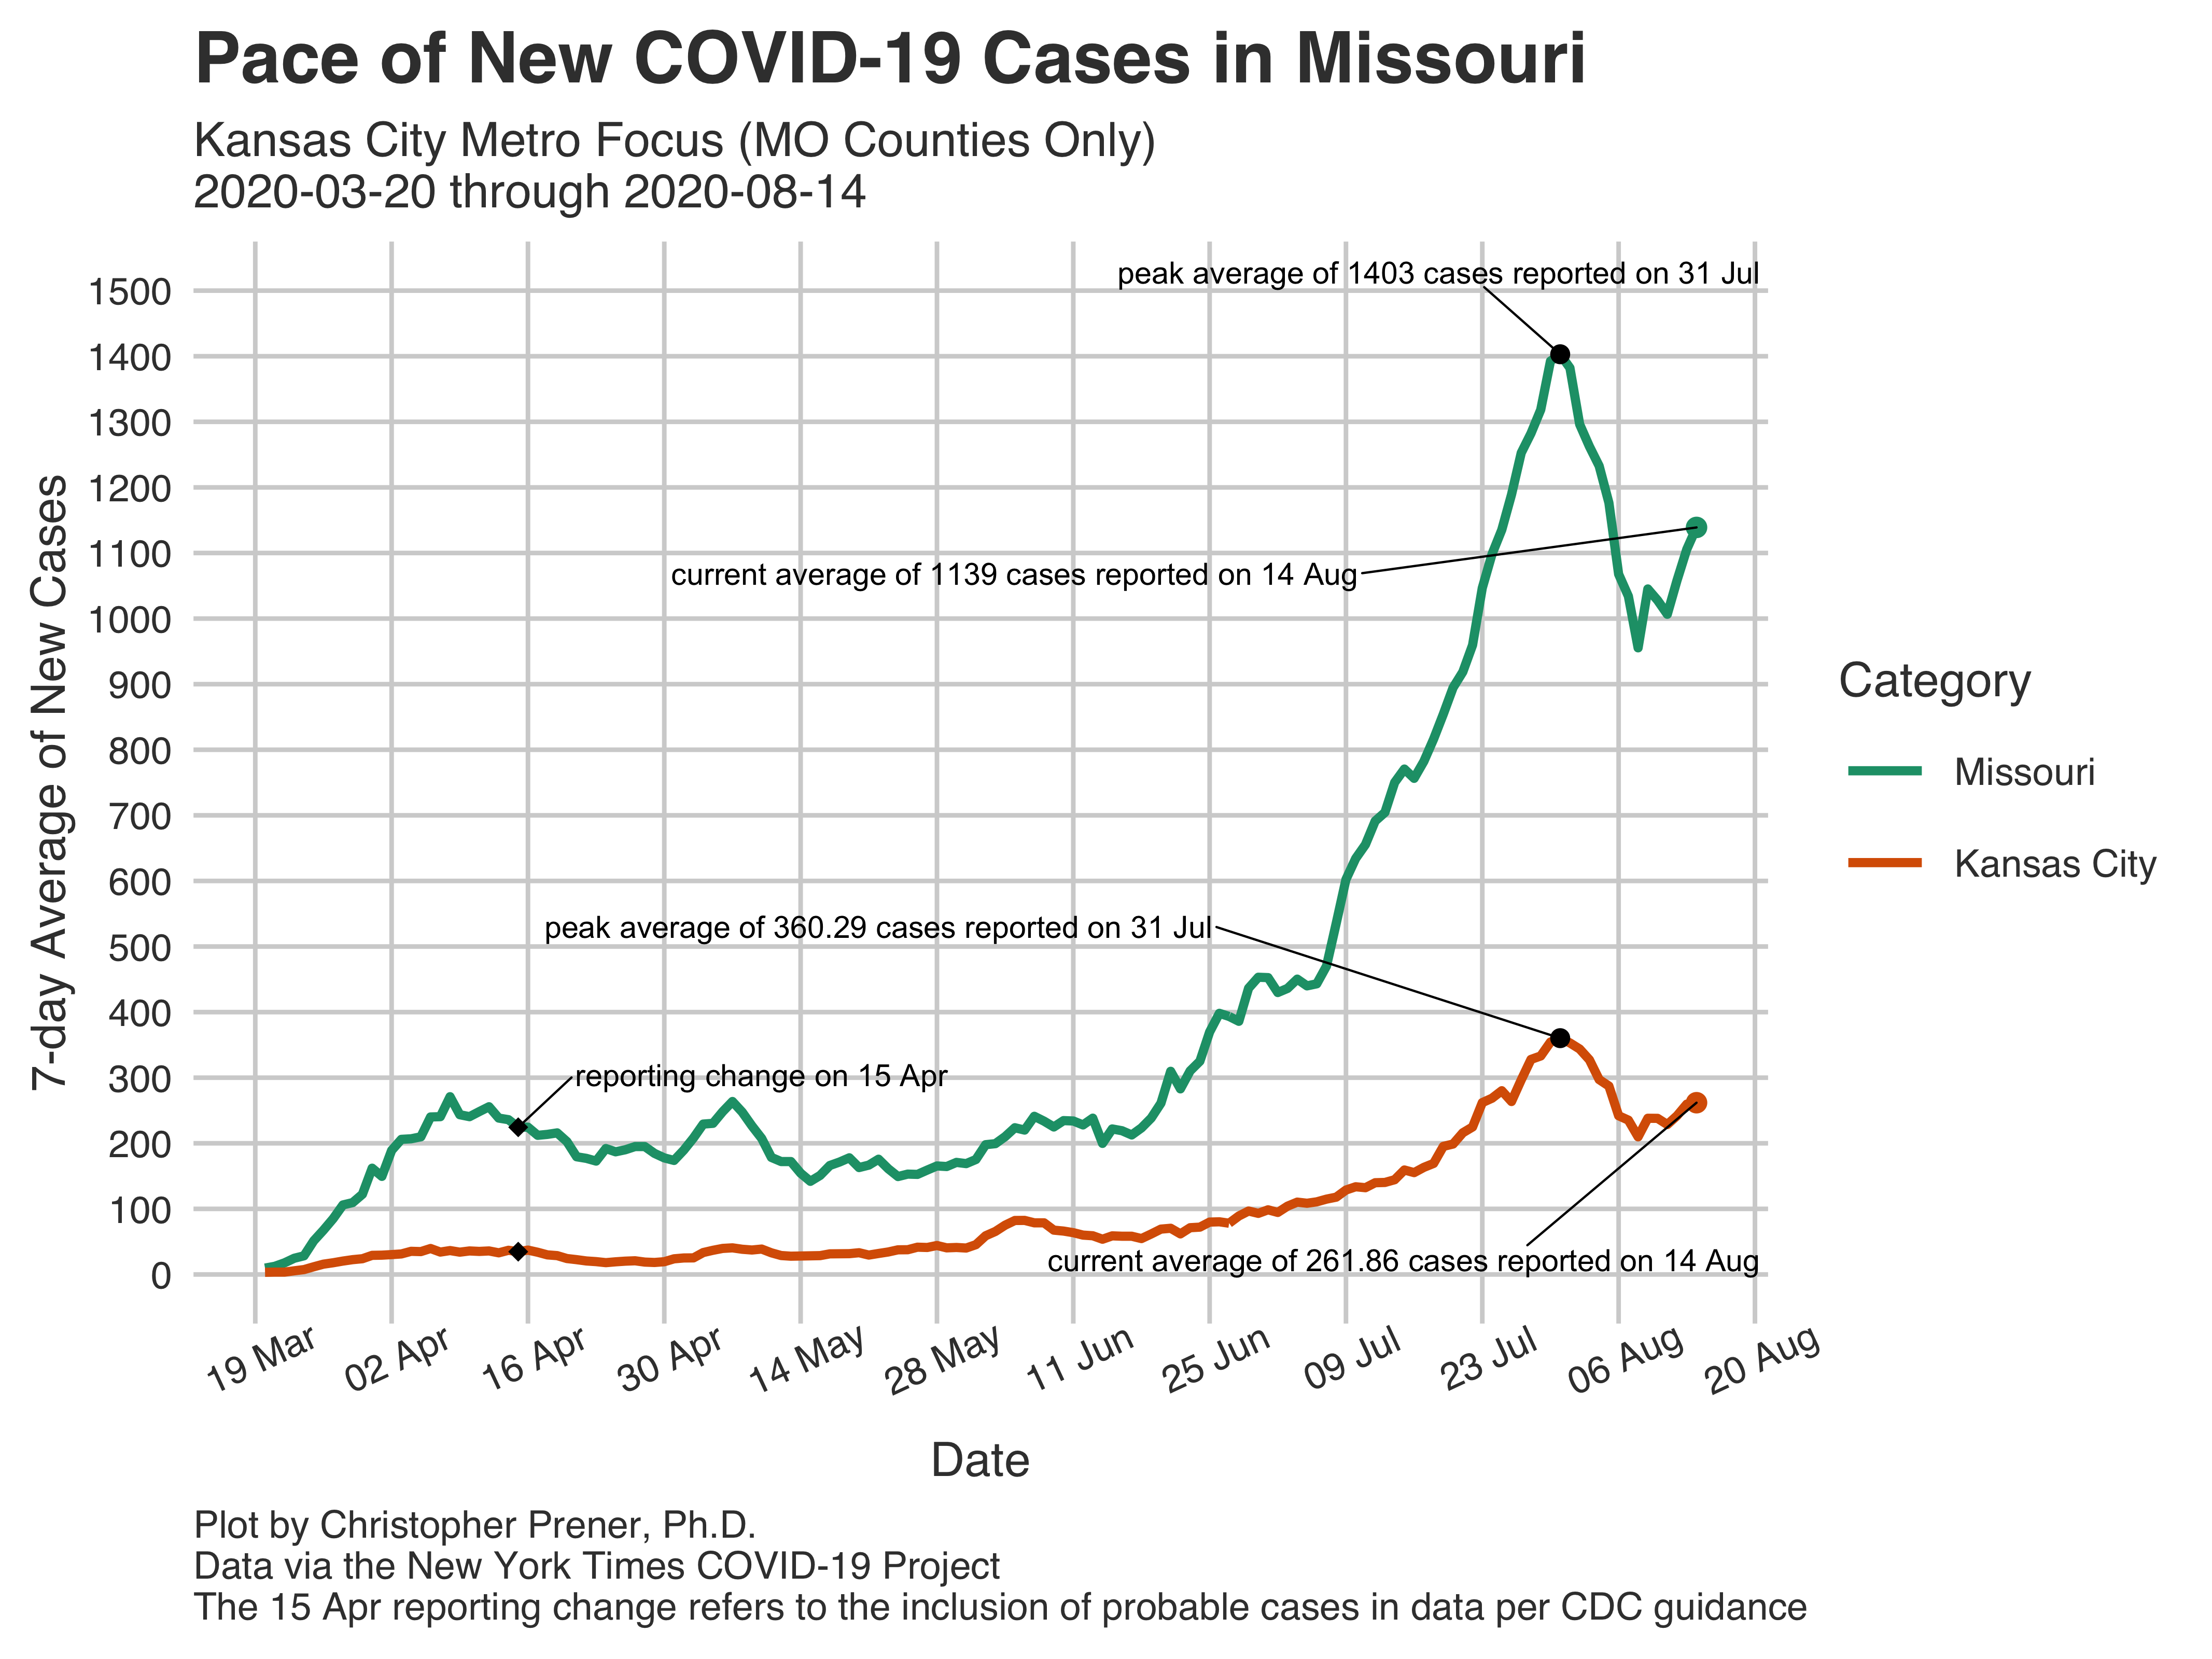 Pace of New COVID-19 Cases in Missouri
Kansas City Metro Focus (MO Counties Only)
2020-03-20 through 2020-08-14
7-day Average of New Cases
1500
1400
1300
1200
1100
1000
900
800
700
600
500
400
300
200
100
0
peak average of 1403 cases reported on 31 Jul
current average of 1139 cases reported on 14 Aug
peak average of 360.29 cases reported on 31 Jul
reporting change on 15 Apr
current average of 261.86 cases reported on 14 Aug
Category
Missouri
Kansas City
19 Mar
02 Apr
16 Apr
30 Apr
14 May
28 May
11 Jun
25 Jun
09 Jul
23 Jul
06 Aug
20 Aug
Date
Plot by Christopher Prener, Ph.D.
Data via the New York Times COVID-19 Project
The 15 Apr reporting change refers to the inclusion of probable cases in data per CDC guidance